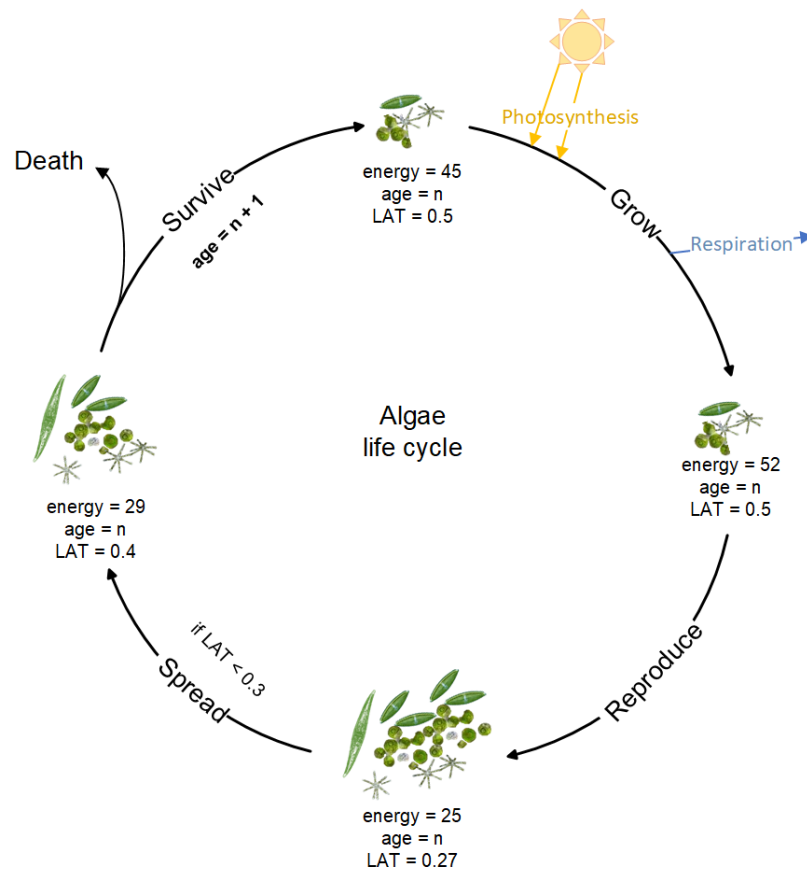 Photosynthesis
Death
Survive
age = n + 1
energy = 45
age = n
LAT = 0.5
Grow
Respiration
Algae
life cycle
energy = 52
age = n
LAT = 0.5
energy = 29
age = n
LAT = 0.4
if LAT < 0.3
Spread
Reproduce
energy = 25
age = n
LAT = 0.27